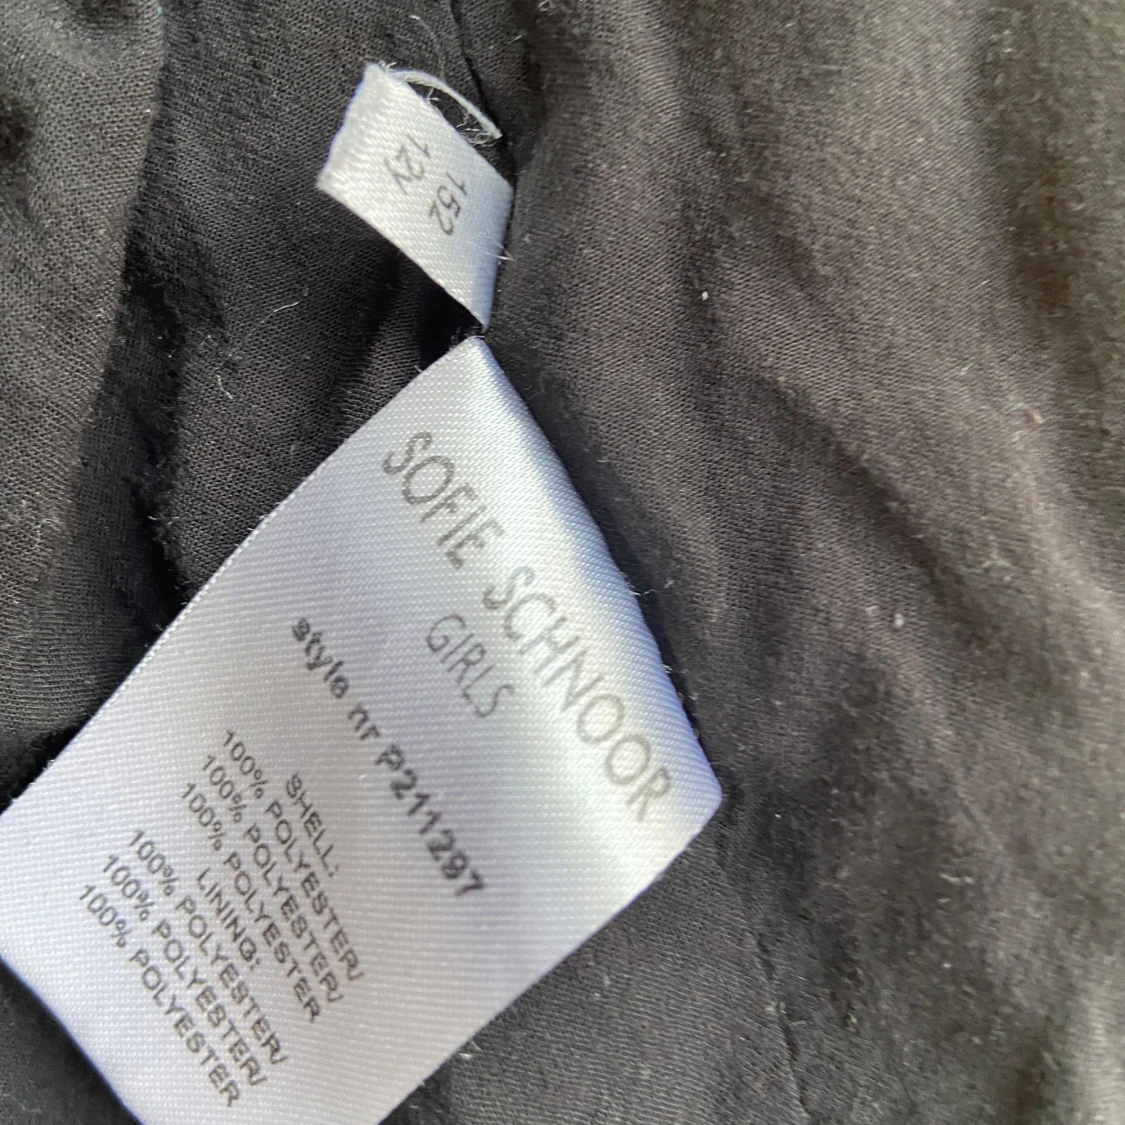 152
12Y
SOFIE SCHNOOR
GIRLS
style nr P211297
SHELL:
100% POLYESTER/
100% POLYESTER/
100% POLYESTER
LINING:
100% POLYESTER/
100% POLYESTER/
100% POLYESTER